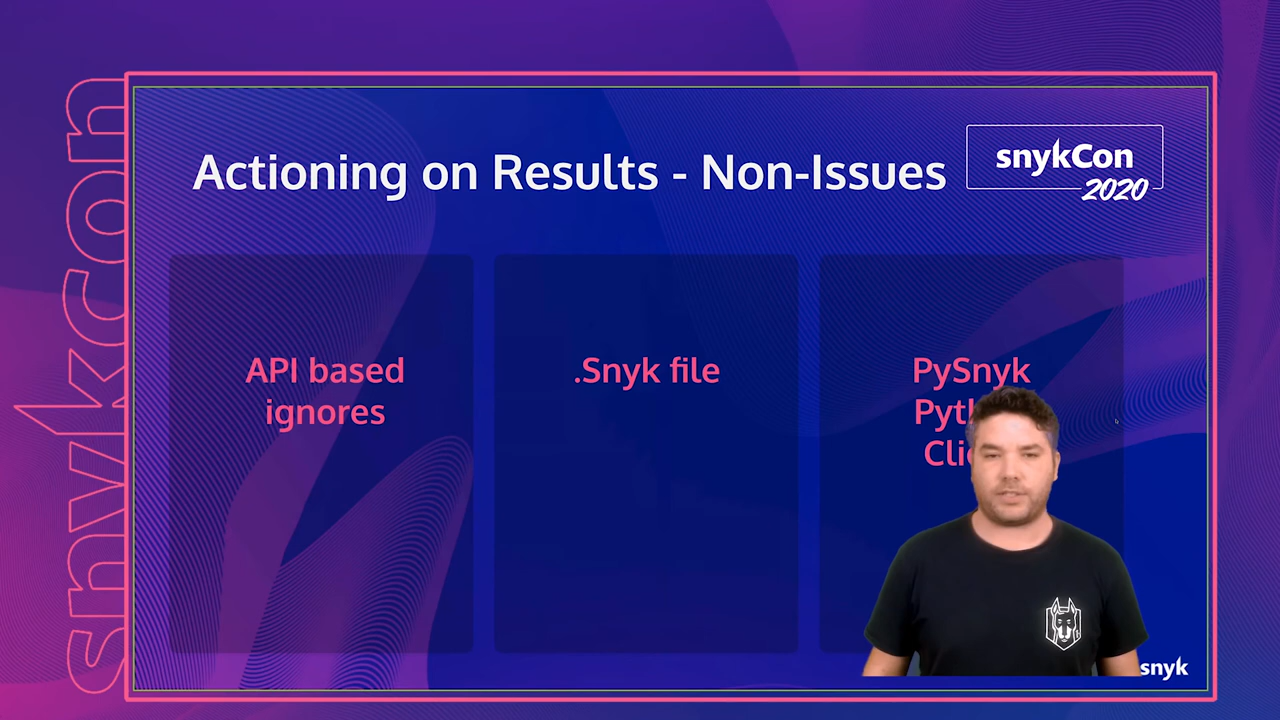 snykcon
Actioning on Results - Non-Issues
snykCon
2020
API based
ignores
.Snyk file
PySnyk
snyk